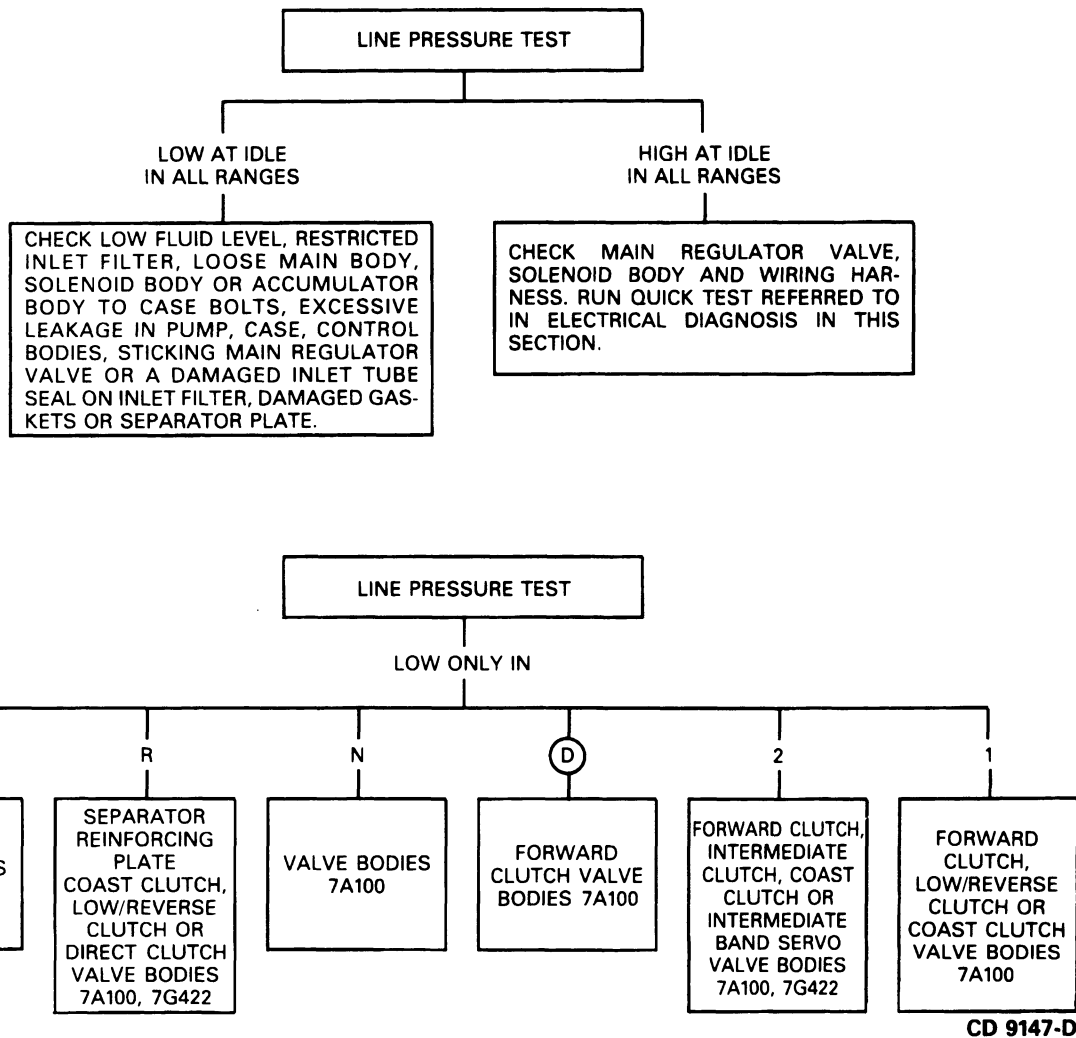 LINE PRESSURE TEST
LOW AT IDLE
IN ALL RANGES
HIGH AT IDLE
IN ALL RANGES
CHECK LOW FLUID LEVEL, RESTRICTED
INLET FILTER, LOOSE MAIN BODY,
SOLENOID BODY OR ACCUMULATOR
BODY TO CASE BOLTS, EXCESSIVE
LEAKAGE IN PUMP, CASE, CONTROL
BODIES, STICKING MAIN REGULATOR
VALVE OR A DAMAGED INLET TUBE
SEAL ON INLET FILTER, DAMAGED GAS-
KETS OR SEPARATOR PLATE.
CHECK MAIN REGULATOR VALVE,
SOLENOID BODY AND WIRING HAR-
NESS. RUN QUICK TEST REFERRED TO
IN ELECTRICAL DIAGNOSIS IN THIS
SECTION.
LINE PRESSURE TEST
LOW ONLY IN
R
N
D
2
1
S
SEPARATOR
REINFORCING
PLATE
COAST CLUTCH,
LOW/REVERSE
CLUTCH OR
DIRECT CLUTCH
VALVE BODIES
7A100, 7G422
VALVE BODIES
7A100
FORWARD
CLUTCH VALVE
BODIES 7A100
FORWARD CLUTCH,
INTERMEDIATE
CLUTCH, COAST
CLUTCH OR
INTERMEDIATE
BAND SERVO
VALVE BODIES
7A100, 7G422
FORWARD
CLUTCH,
LOW/REVERSE
CLUTCH OR
COAST CLUTCH
VALVE BODIES
7A100
CD 9147-D